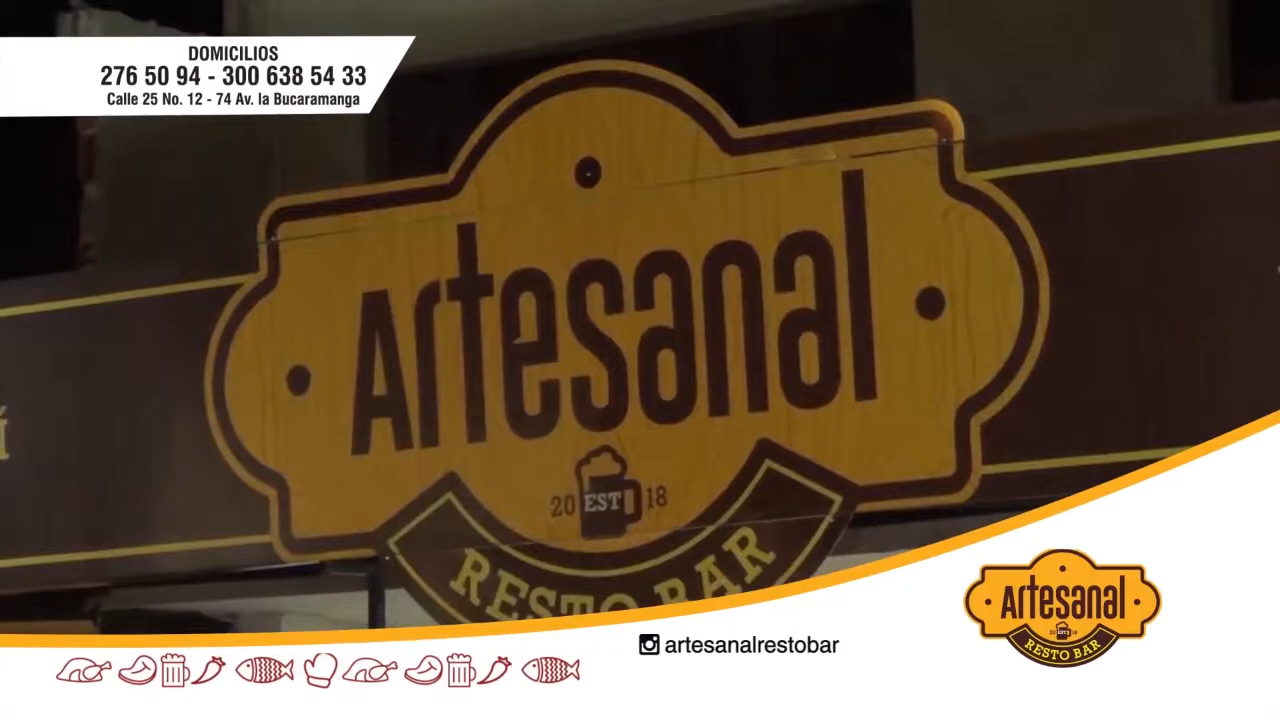 DOMICILIOS
276 50 94 - 300 638 54 33
Calle 25 No. 12 - 74 Av. la Bucaramanga
Artesanal
20 EST 18
RESTO BAR
artesanalrestobar
Artesanal
2018
RESTO BAR